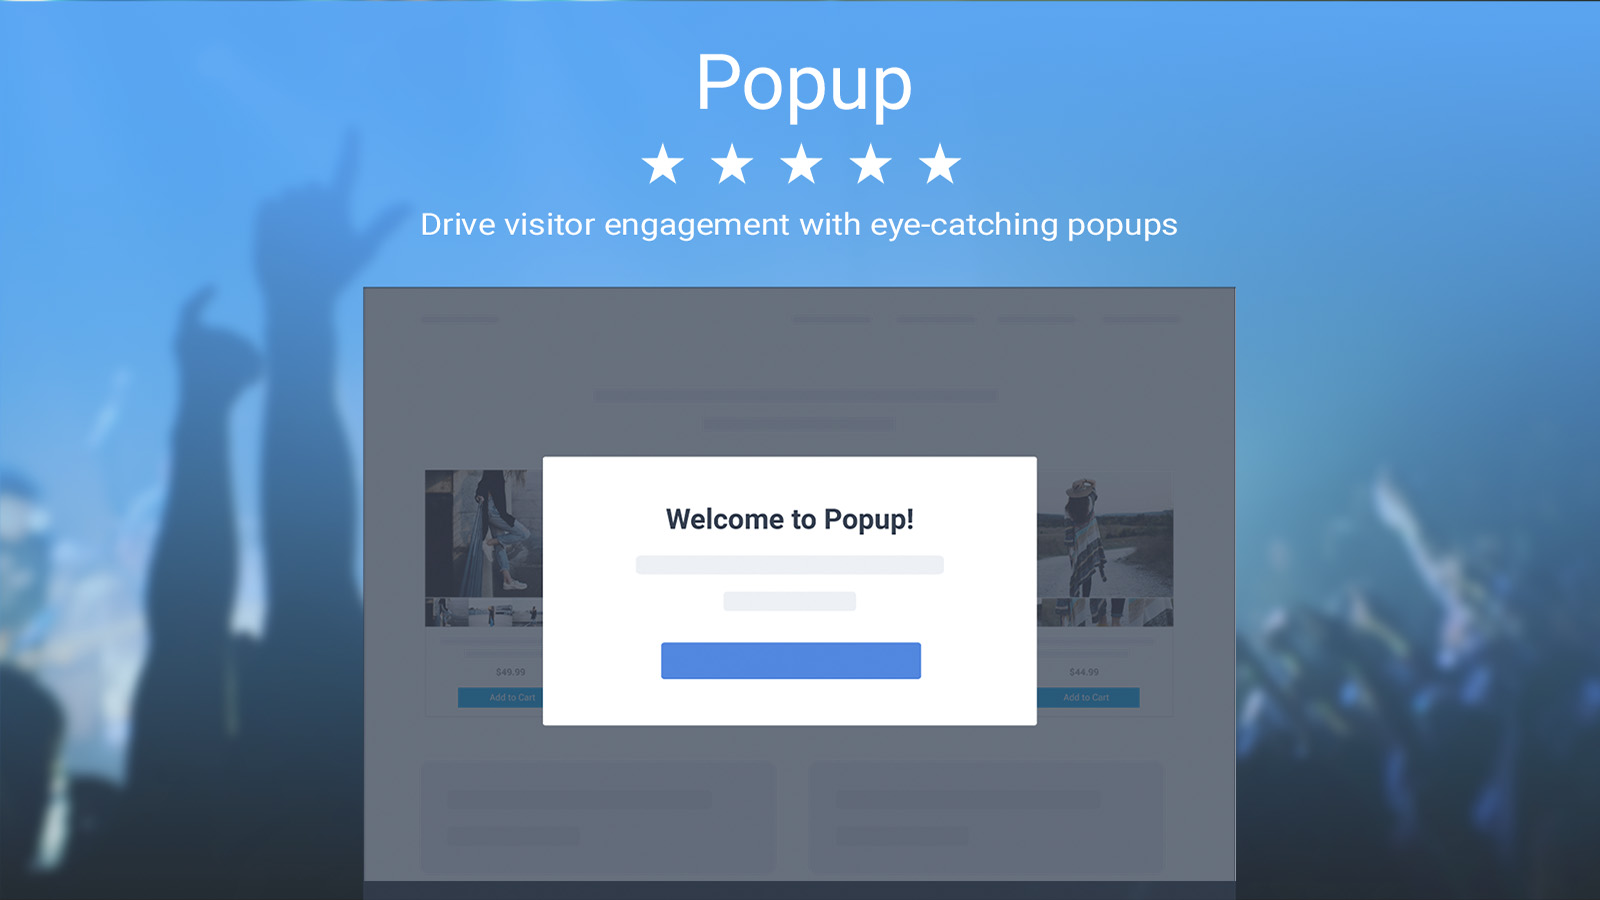 Popup
Drive visitor engagement with eye-catching popups
Welcome to Popup!
$49.99
$44.99
Add to Cart
Add to Cart